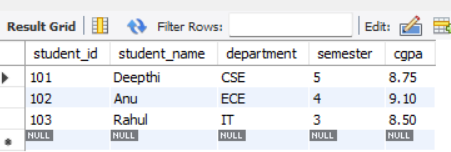 Result Grid Filter Rows: Edit:
student_id student_name department semester cgpa
101 Deepthi CSE 5 8.75
102 Anu ECE 4 9.10
103 Rahul IT 3 8.50
NULL NULL NULL NULL NULL